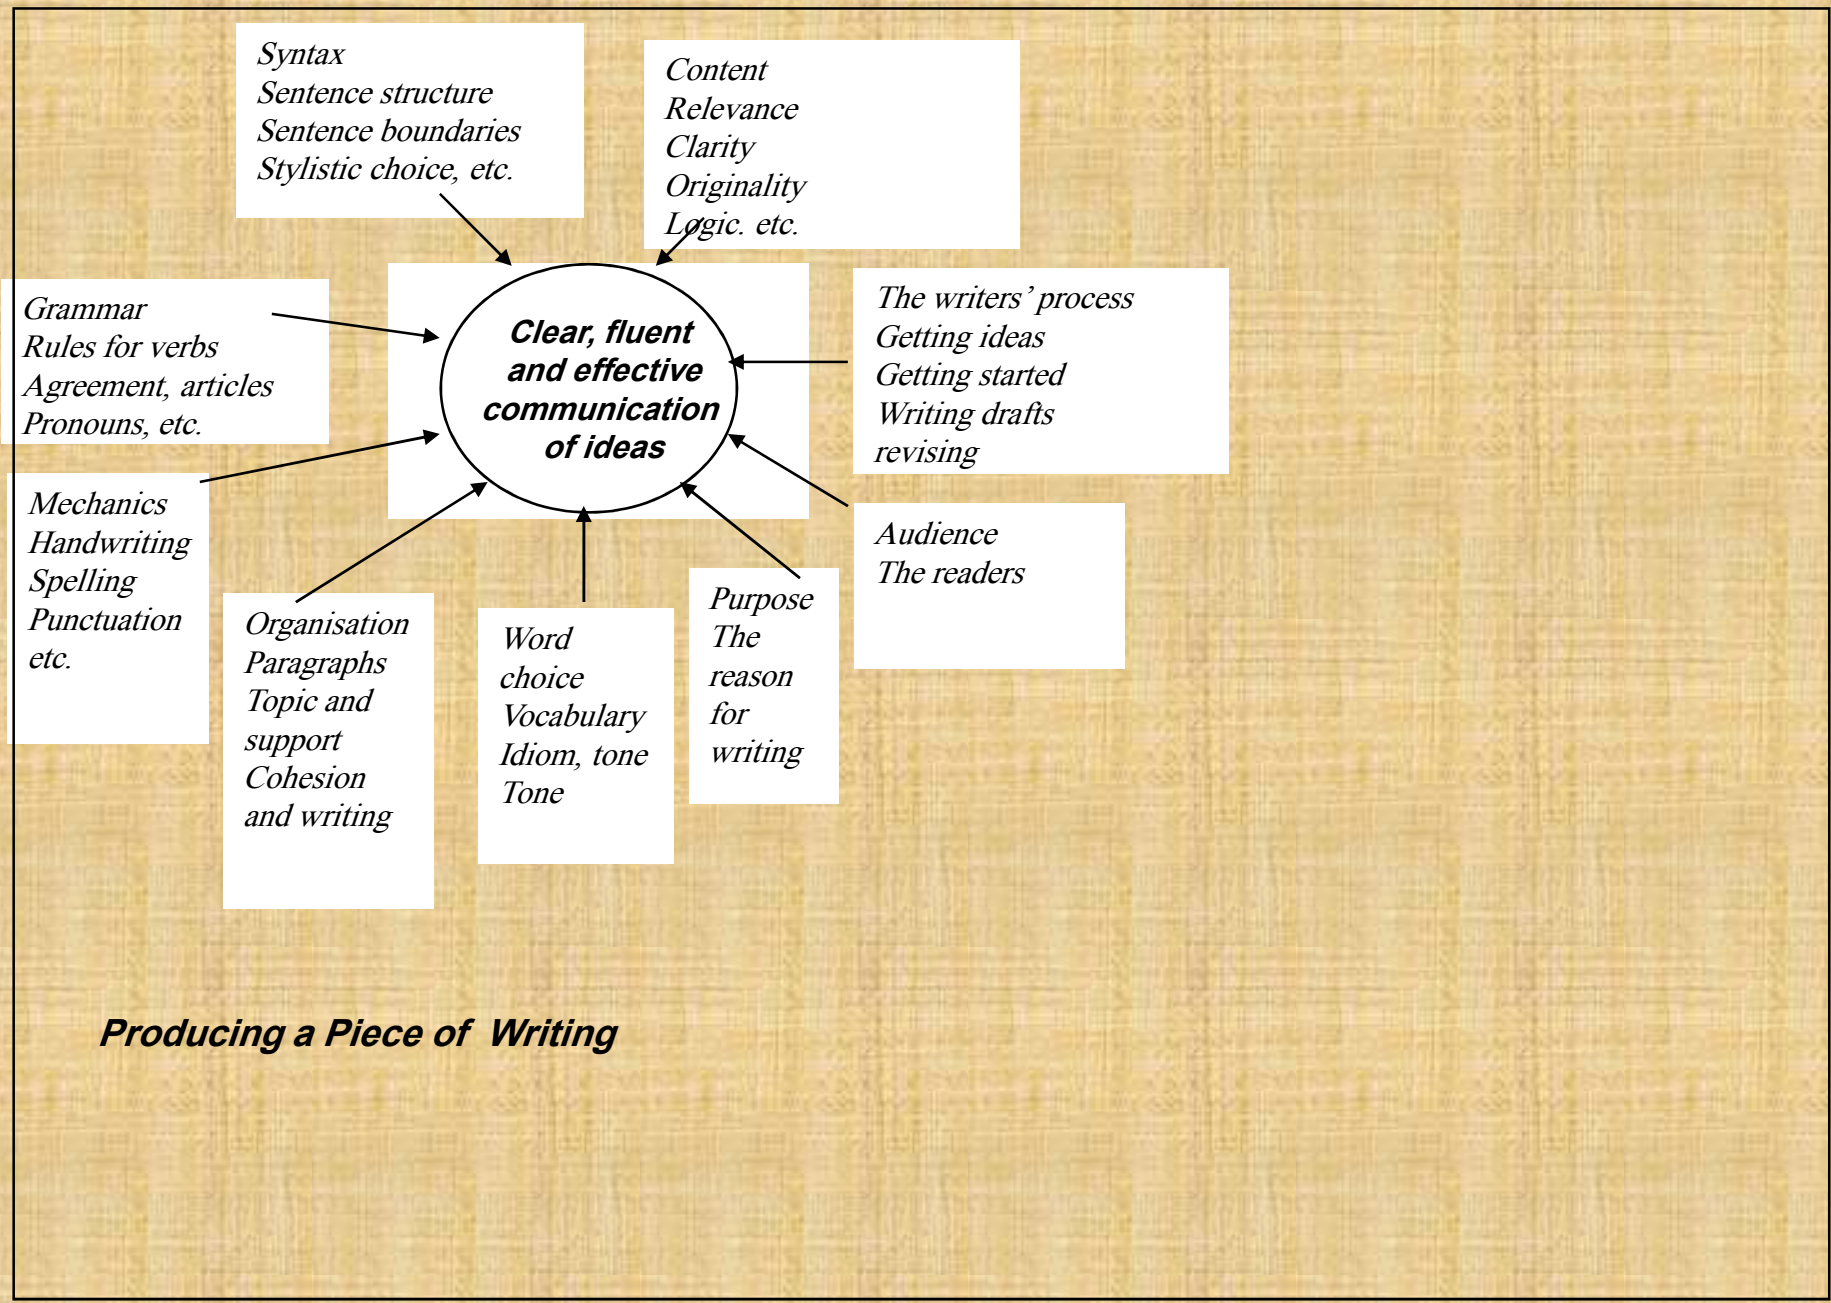 Syntax
Sentence structure
Sentence boundaries
Stylistic choice, etc.
Content
Relevance
Clarity
Originality
Logic. etc.
Grammar
Rules for verbs
Agreement, articles
Pronouns, etc.
Clear, fluent
and effective
communication
of ideas
The writers’ process
Getting ideas
Getting started
Writing drafts
revising
Mechanics
Handwriting
Spelling
Punctuation
etc.
Organisation
Paragraphs
Topic and
support
Cohesion
and writing
Word
choice
Vocabulary
Idiom, tone
Tone
Purpose
The
reason
for
writing
Audience
The readers
Producing a Piece of  Writing